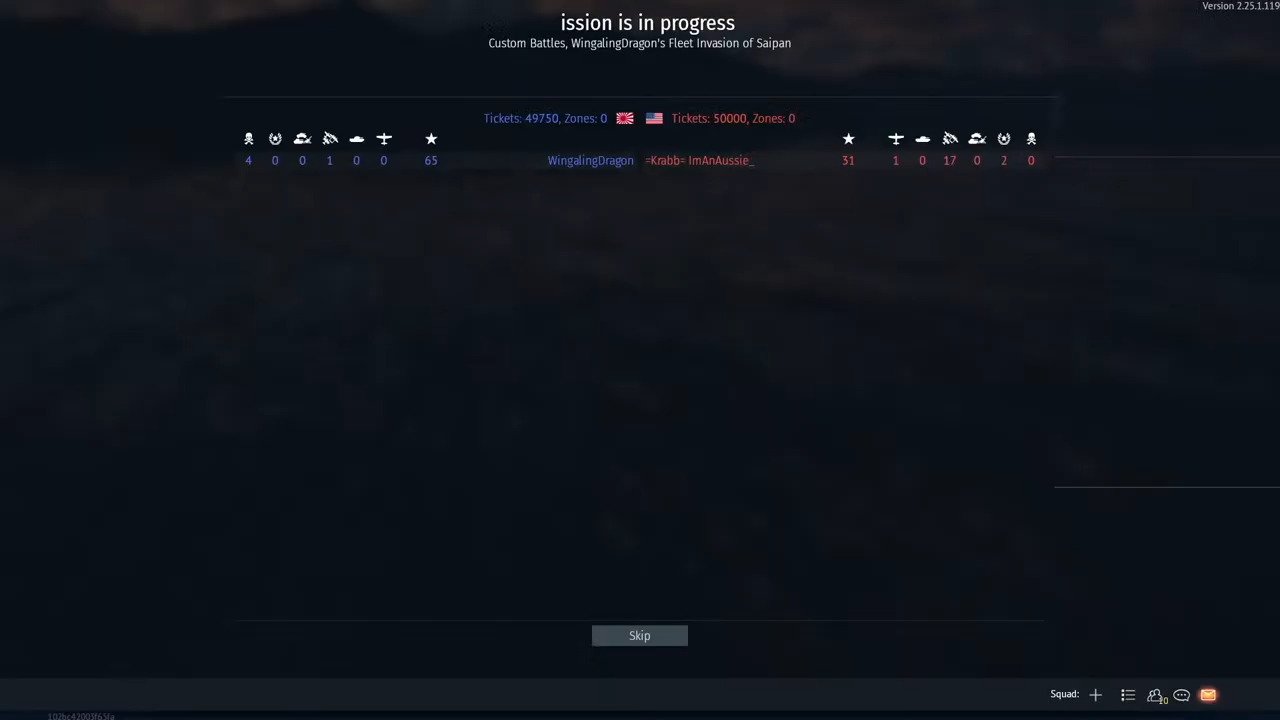 Version 2.25.1.119
ission is in progress
Custom Battles, WingalingDragon's Fleet Invasion of Saipan
Tickets: 49750, Zones: 0 Tickets: 50000, Zones: 0
4 0 0 1 0 0 65 WingalingDragon =Krabb= ImAnAussie_ 31 1 0 17 0 2 0
Skip
Squad: 10
102bc42003f65fa